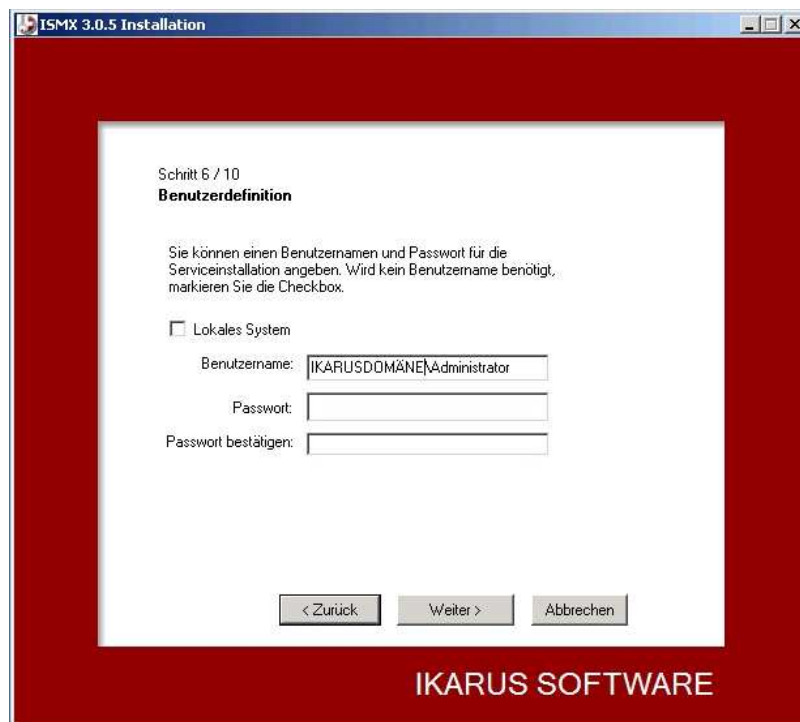 ISMX 3.0.5 Installation
Schritt 6 / 10
Benutzerdefinition
Sie können einen Benutzernamen und Passwort für die
Serviceinstallation angeben. Wird kein Benutzername benötigt,
markieren Sie die Checkbox.
Lokales System
Benutzername: IKARUSDOMÄNE\Administrator
Passwort:
Passwort bestätigen:
< Zurück Weiter > Abbrechen
IKARUS SOFTWARE